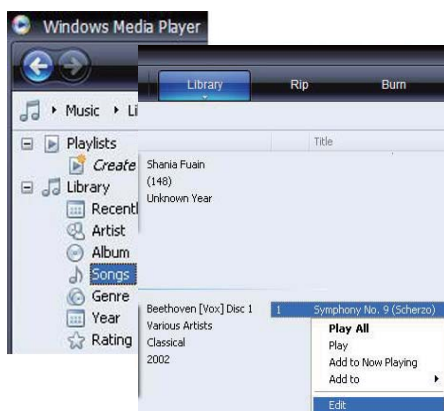 Windows Media Player
Music Li
Playlists
Create
Library
Recentl
Artist
Album
Songs
Genre
Year
Rating
Library Rip Burn
Title
Shania Fuain
(148)
Unknown Year
Beethoven [Vox] Disc 1 1 Symphony No. 9 (Scherzo)
Various Artists
Classical
2002
Play All
Play
Add to Now Playing
Add to
Edit